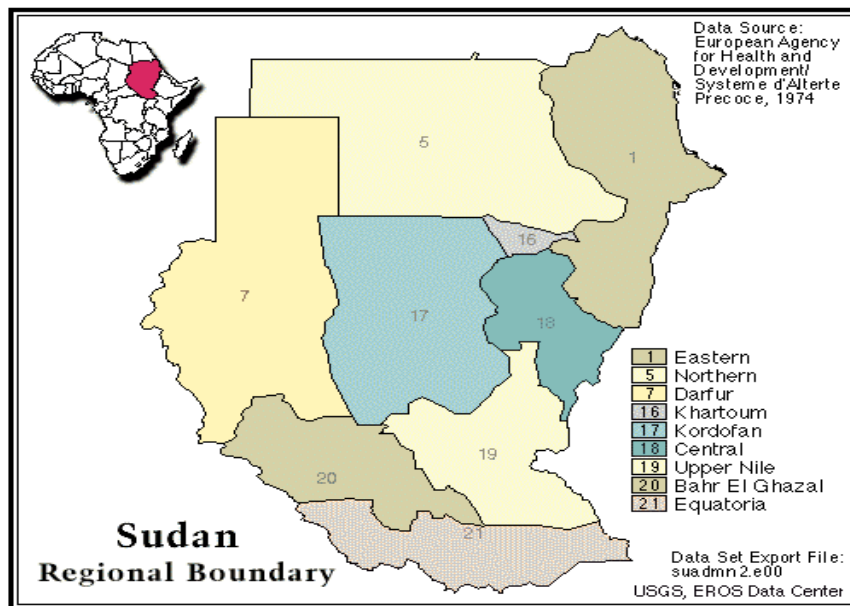 Data Source:
European Agency
for Health and
Development/
Systeme d'Alterte
Precoce, 1974
5
1
16
7
17
18
19
20
21
1 Eastern
5 Northern
7 Darfur
16 Khartoum
17 Kordofan
18 Central
19 Upper Nile
20 Bahr El Ghazal
21 Equatoria
Sudan
Regional Boundary
Data Set Export File:
suadmn2.e00
USGS, EROS Data Center